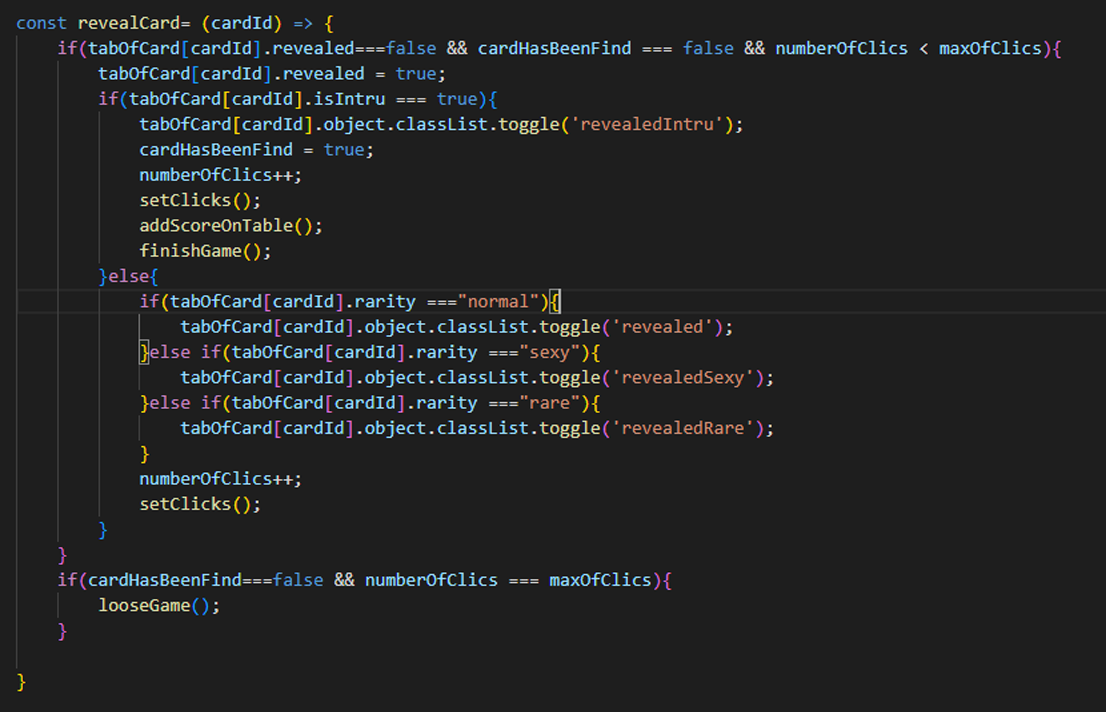 const revealCard= (cardId) => {
    if(tabOfCard[cardId].revealed===false && cardHasBeenFind === false && numberOfClics < maxOfClics){
        tabOfCard[cardId].revealed = true;
        if(tabOfCard[cardId].isIntru === true){
            tabOfCard[cardId].object.classList.toggle('revealedIntru');
            cardHasBeenFind = true;
            numberOfClics++;
            setClicks();
            addScoreOnTable();
            finishGame();
        }else{
            if(tabOfCard[cardId].rarity ==="normal"){
                tabOfCard[cardId].object.classList.toggle('revealed');
            }else if(tabOfCard[cardId].rarity ==="sexy"){
                tabOfCard[cardId].object.classList.toggle('revealedSexy');
            }else if(tabOfCard[cardId].rarity ==="rare"){
                tabOfCard[cardId].object.classList.toggle('revealedRare');
            }
            numberOfClics++;
            setClicks();
        }
    }
    if(cardHasBeenFind===false && numberOfClics === maxOfClics){
        looseGame();
    }

}